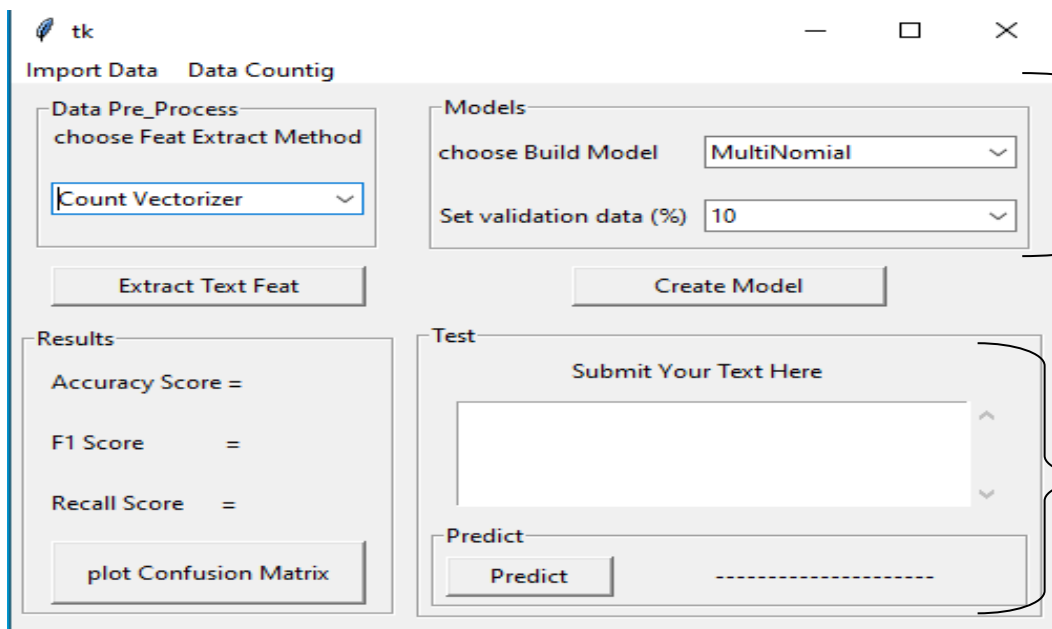 tk
Import Data Data Countig
Data Pre_Process
choose Feat Extract Method
Count Vectorizer
Models
choose Build Model MultiNomial
Set validation data (%) 10
Extract Text Feat
Create Model
Results
Accuracy Score =
F1 Score =
Recall Score =
plot Confusion Matrix
Test
Submit Your Text Here
Predict
Predict ---------------------